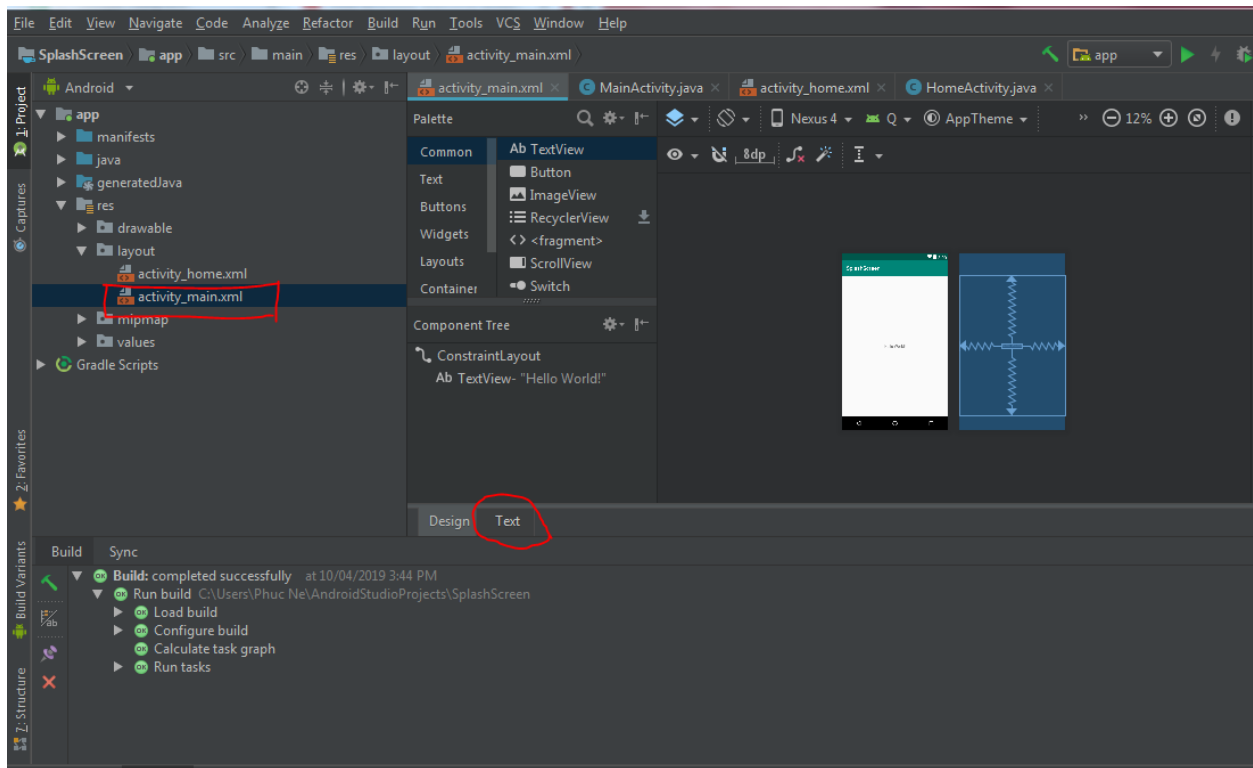 File Edit View Navigate Code Analyze Refactor Build Run Tools VCS Window Help
SplashScreen app src main res layout activity_main.xml
app
1: Project
Captures
2: Favorites
Build Variants
7: Structure
Android
app
manifests
java
generatedJava
res
drawable
layout
activity_home.xml
activity_main.xml
mipmap
values
Gradle Scripts
activity_main.xml MainActivity.java activity_home.xml HomeActivity.java
Palette
Common
Text
Buttons
Widgets
Layouts
Container
Ab TextView
Button
ImageView
RecyclerView
<fragment>
ScrollView
Switch
Component Tree
ConstraintLayout
Ab TextView- "Hello World!"
Nexus 4 Q AppTheme » 12%
8dp
SplashScreen
Design Text
Build Sync
Build: completed successfully at 10/04/2019 3:44 PM
Run build C:\Users\Phuc Ne\AndroidStudioProjects\SplashScreen
Load build
Configure build
Calculate task graph
Run tasks